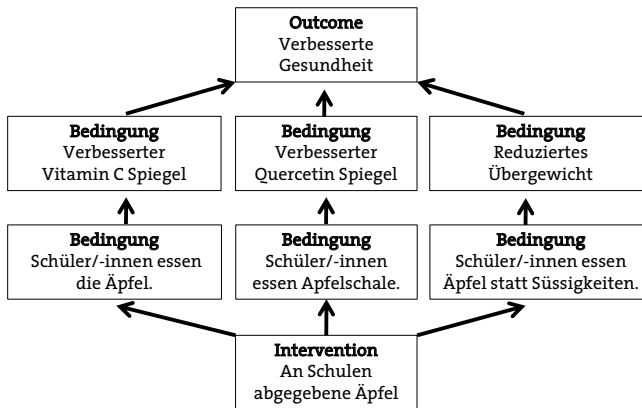 Outcome
Verbesserte
Gesundheit
Bedingung
Verbesserter
Vitamin C Spiegel
Bedingung
Verbesserter
Quercetin Spiegel
Bedingung
Reduziertes
Übergewicht
Bedingung
Schüler/-innen essen
die Äpfel.
Bedingung
Schüler/-innen
essen Apfelschale.
Bedingung
Schüler/-innen essen
Äpfel statt Süssigkeiten.
Intervention
An Schulen
abgegebene Äpfel